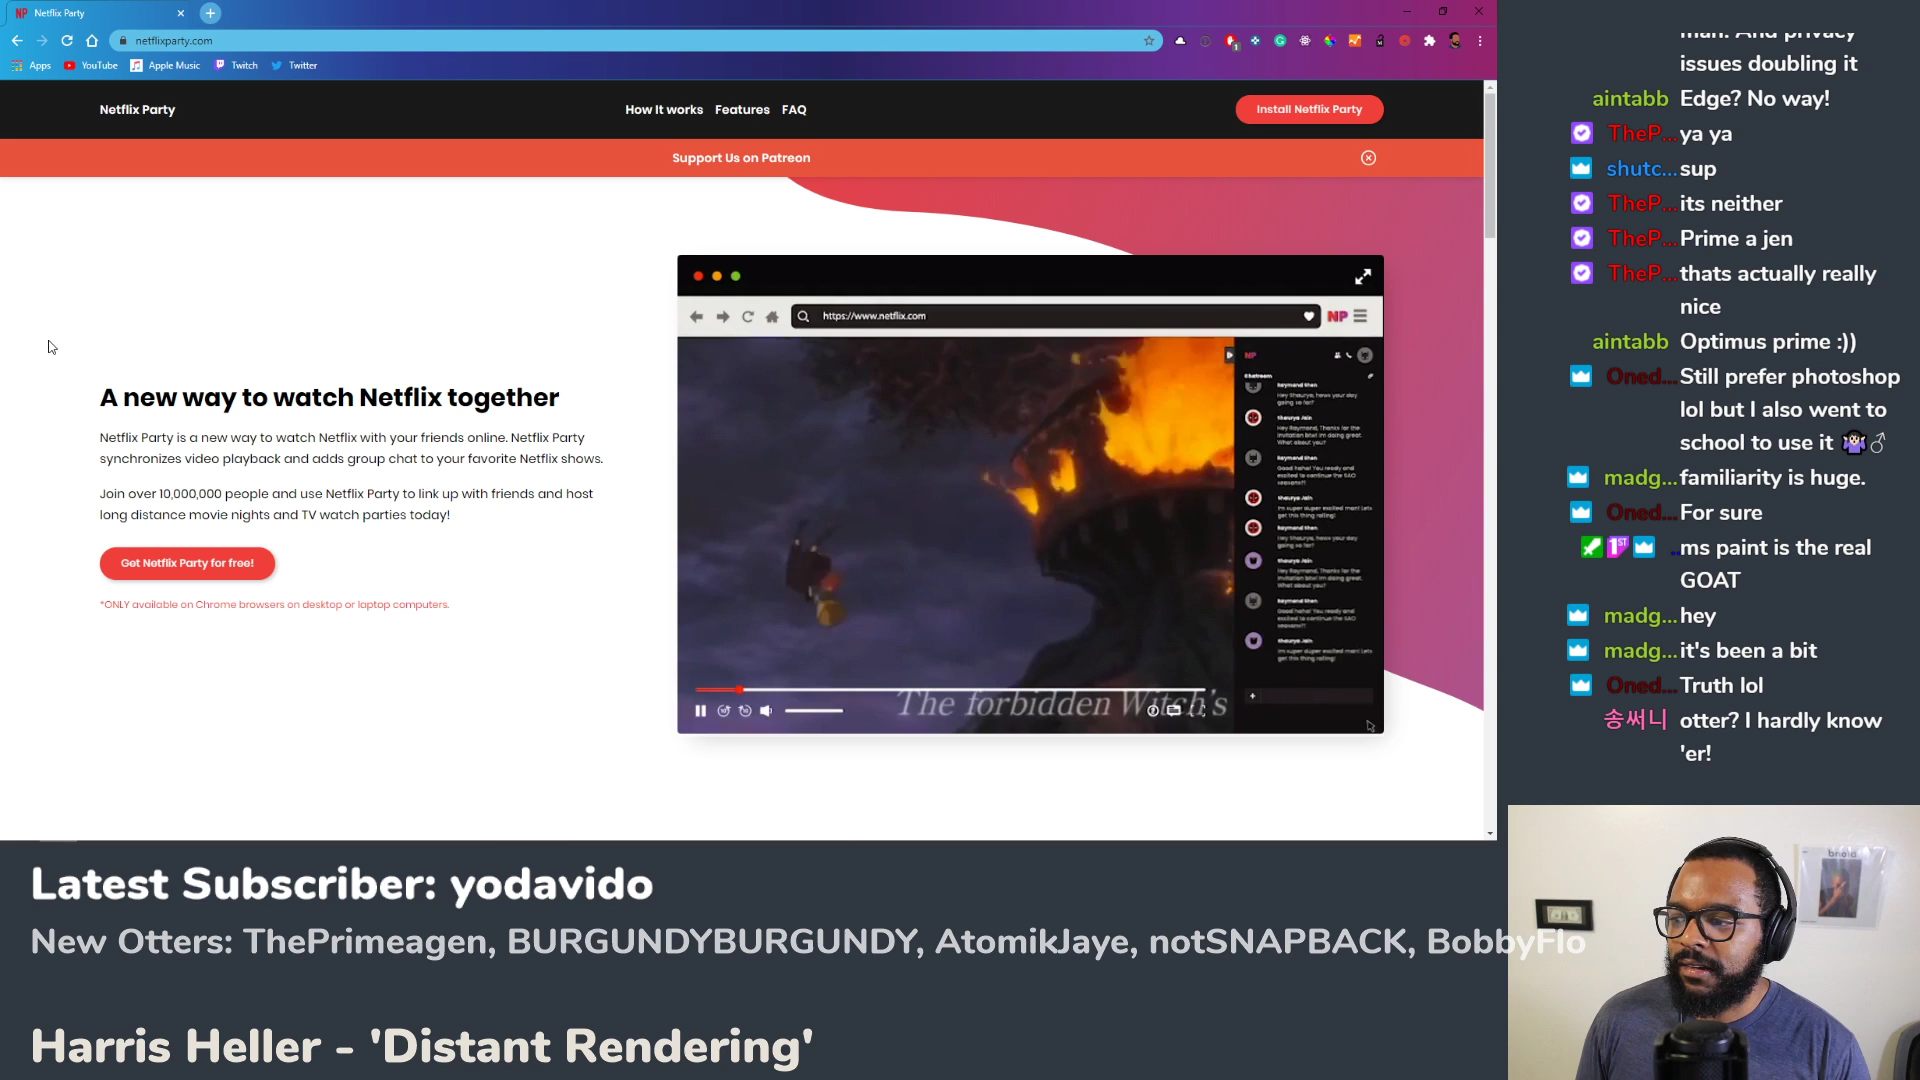 NP Netflix Party
netflixparty.com
Apps YouTube Apple Music Twitch Twitter
Netflix Party How It works Features FAQ Install Netflix Party
Support Us on Patreon
https://www.netflix.com NP
A new way to watch Netflix together
Netflix Party is a new way to watch Netflix with your friends online. Netflix Party
synchronizes video playback and adds group chat to your favorite Netflix shows.
Join over 10,000,000 people and use Netflix Party to link up with friends and host
long distance movie nights and TV watch parties today!
Get Netflix Party for free!
*ONLY available on Chrome browsers on desktop or laptop computers.
NP
Chatroom
The forbidden Witch's
issues doubling it
aintabb Edge? No way!
TheP... ya ya
shutc... sup
TheP... its neither
TheP... Prime a jen
TheP... thats actually really
nice
aintabb Optimus prime :))
Oned... Still prefer photoshop
lol but I also went to
school to use it 🤷🏻♂
madg... familiarity is huge.
Oned... For sure
1ST .. ms paint is the real
GOAT
madg... hey
madg... it's been a bit
Oned... Truth lol
송써니 otter? I hardly know
'er!
Latest Subscriber: yodavido
New Otters: ThePrimeagen, BURGUNDYBURGUNDY, AtomikJaye, notSNAPBACK, BobbyFlo
Harris Heller - 'Distant Rendering'